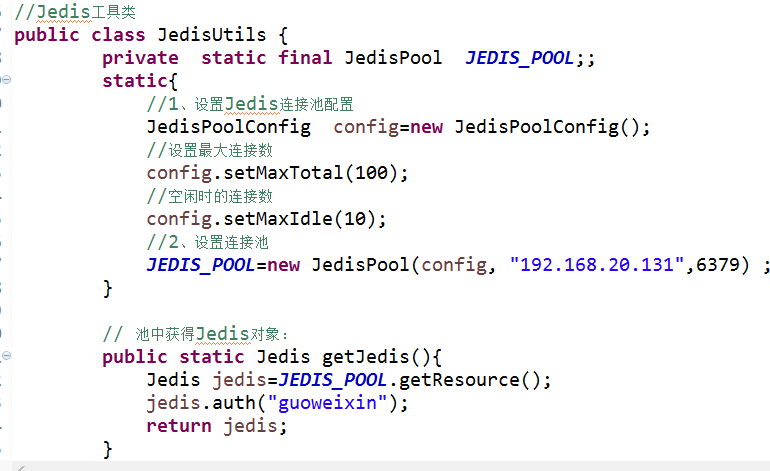 //Jedis工具类
public class JedisUtils {
private  static final JedisPool  JEDIS_POOL;;
static{
//1、设置Jedis连接池配置
JedisPoolConfig  config=new JedisPoolConfig();
//设置最大连接数
config.setMaxTotal(100);
//空闲时的连接数
config.setMaxIdle(10);
//2、设置连接池
JEDIS_POOL=new JedisPool(config, "192.168.20.131",6379) ;
}
// 池中获得Jedis对象：
public static Jedis getJedis(){
Jedis jedis=JEDIS_POOL.getResource();
jedis.auth("guoweixin");
return jedis;
}